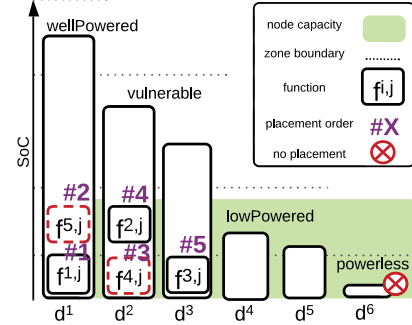 wellPowered
vulnerable
lowPowered
powerless
SoC
#2
#4
f5,j
f2,j
#1
#3
#5
f1,j
f4,j
f3,j
d1
d2
d3
d4
d5
d6
node capacity
zone boundary
function
fi,j
placement order
#X
no placement